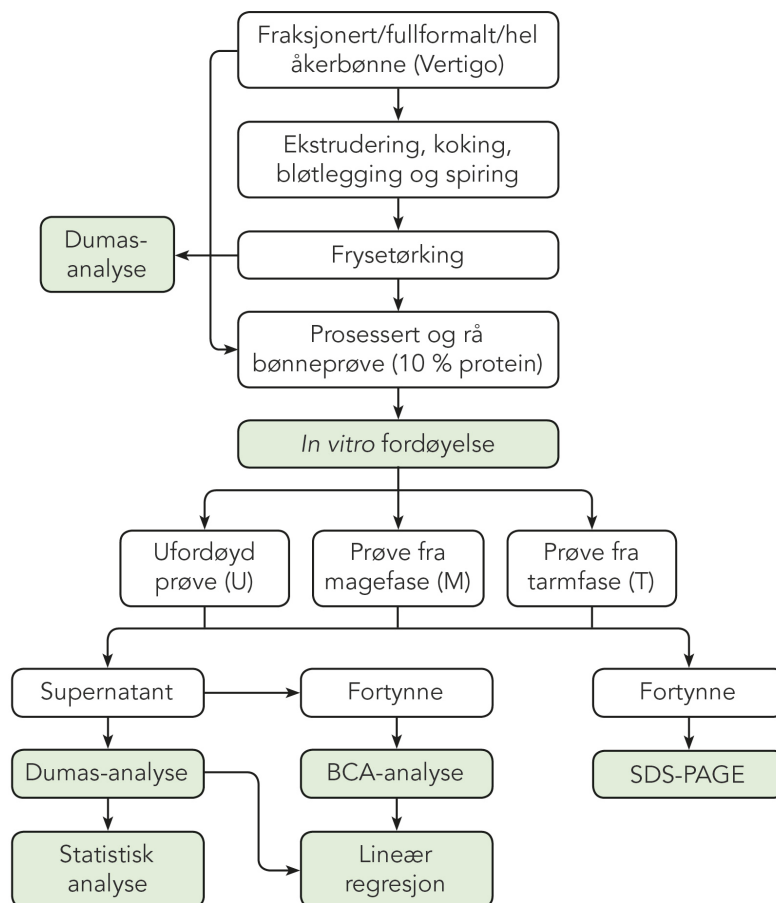 Fraksjonert/fullformalt/hel
åkerbønne (Vertigo)
Ekstrudering, koking,
bløtlegging og spiring
Dumas-
analyse
Frysetørking
Prosessert og rå
bønneprøve (10 % protein)
In vitro fordøyelse
Ufordøyd
prøve (U)
Prøve fra
magefase (M)
Prøve fra
tarmfase (T)
Supernatant
Fortynne
Fortynne
Dumas-analyse
BCA-analyse
SDS-PAGE
Statistisk
analyse
Lineær
regresjon